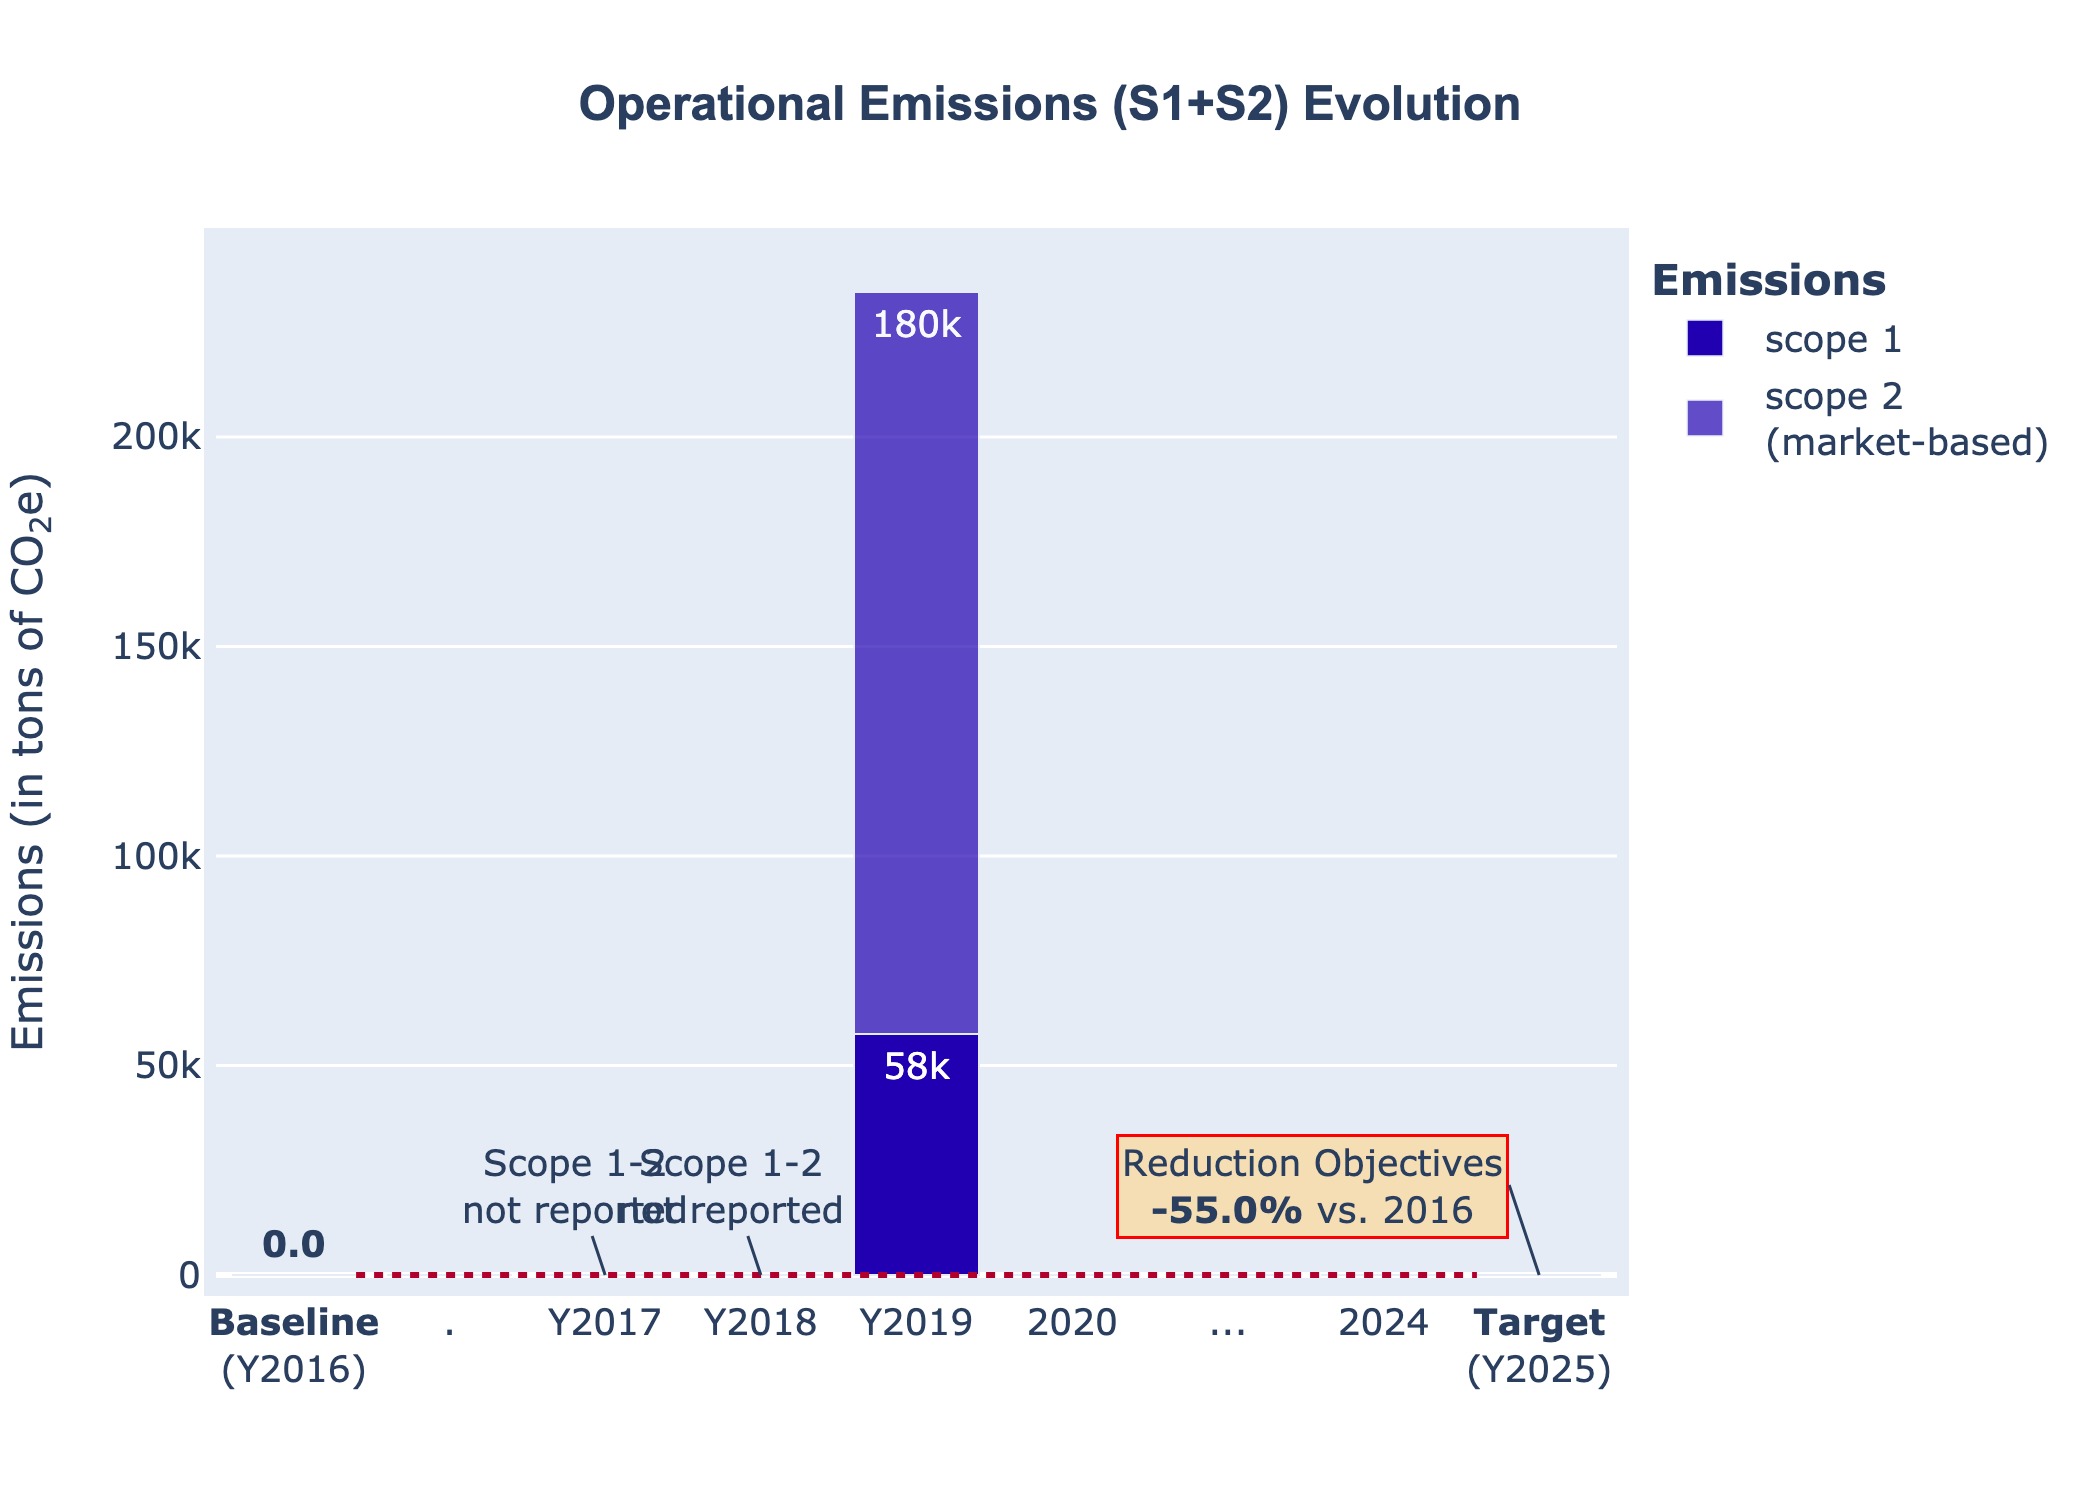 Operational Emissions (S1+S2) Evolution
Emissions (in tons of CO₂e)
200k
150k
100k
50k
0
180k
58k
0.0
Scope 1-2
not reported
Scope 1-2
not reported
Reduction Objectives
-55.0% vs. 2016
Baseline
(Y2016)
.
Y2017
Y2018
Y2019
2020
...
2024
Target
(Y2025)
Emissions
scope 1
scope 2
(market-based)